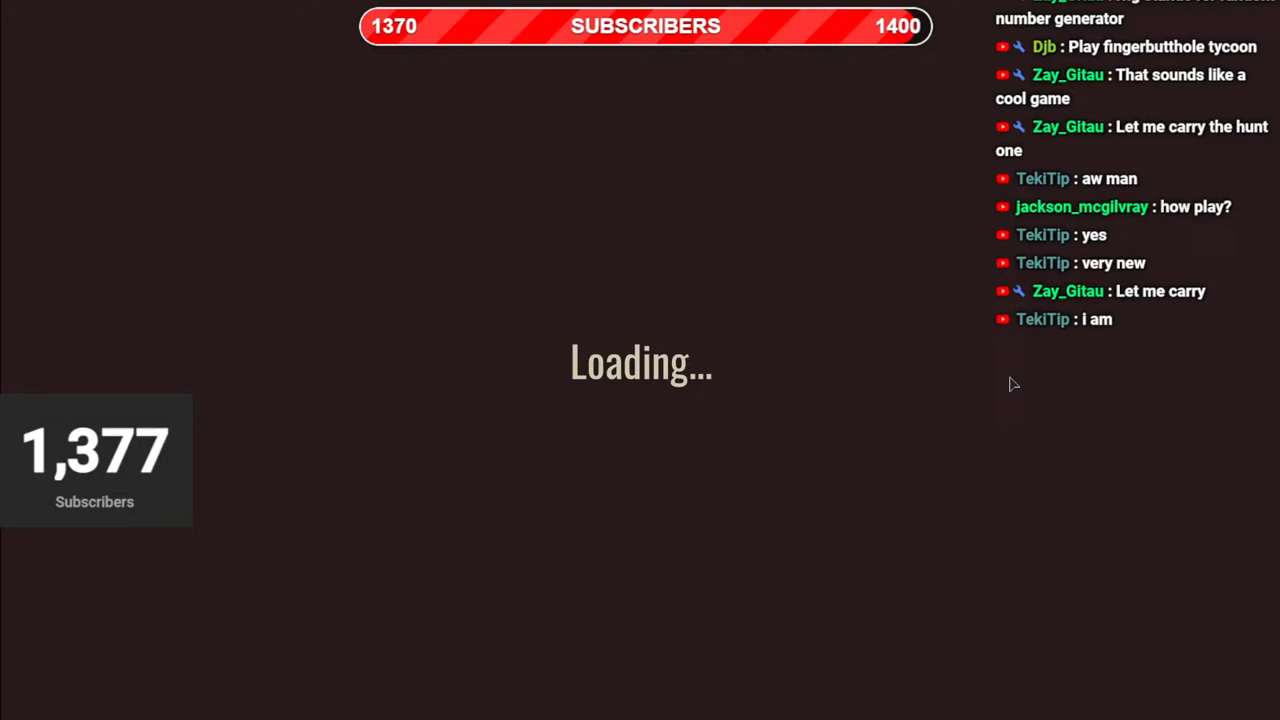 1370 SUBSCRIBERS 1400
number generator
Djb : Play fingerbutthole tycoon
Zay_Gitau : That sounds like a
cool game
Zay_Gitau : Let me carry the hunt
one
TekiTip : aw man
jackson_mcgilvray : how play?
TekiTip : yes
TekiTip : very new
Zay_Gitau : Let me carry
TekiTip : i am
Loading...
1,377
Subscribers